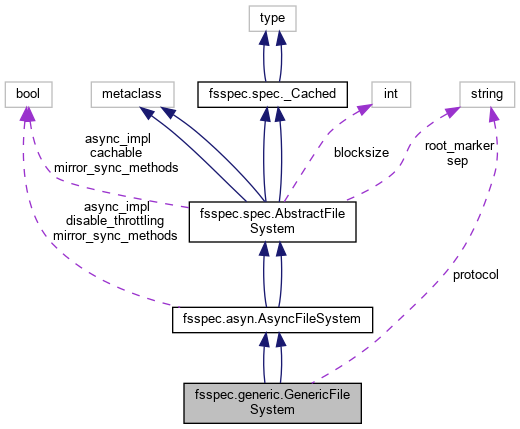 type
bool
metaclass
fsspec.spec._Cached
int
string
async_impl
cachable
mirror_sync_methods
blocksize
root_marker
sep
async_impl
disable_throttling
mirror_sync_methods
fsspec.spec.AbstractFile
System
protocol
fsspec.asyn.AsyncFileSystem
fsspec.generic.GenericFile
System